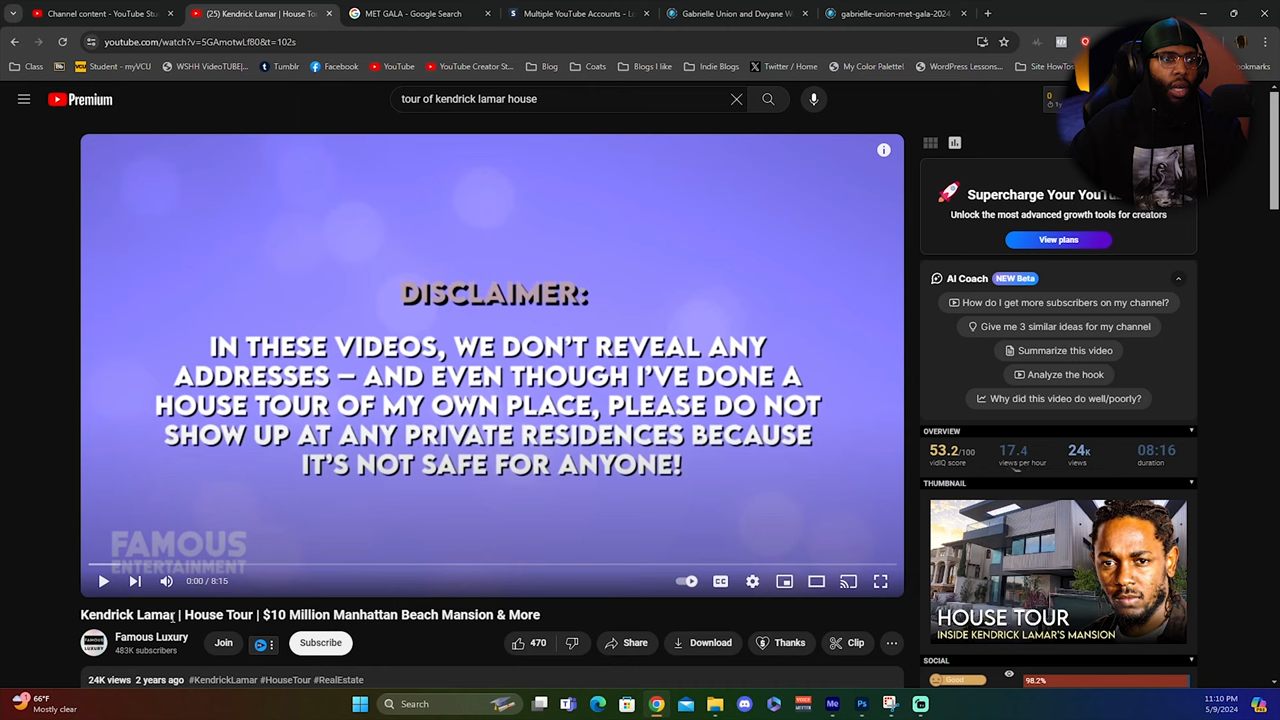 Channel content - YouTube Stu
(25) Kendrick Lamar | House To
MET GALA - Google Search
Multiple YouTube Accounts - Lo
Gabrielle Union and Dwyane W
gabrielle-union-met-gala-2024
youtube.com/watch?v=5GAmotwLf80&t=102s
Class
Student - myVCU
WSHH VideoTUBE|...
Tumblr
Facebook
YouTube
YouTube Creator S...
Blog
Coats
Blogs I like
Indie Blogs
Twitter / Home
My Color Palette!
WordPress Lessons...
Site HowTos
Bookmarks
Premium
tour of kendrick lamar house
DISCLAIMER:
IN THESE VIDEOS, WE DON'T REVEAL ANY
ADDRESSES – AND EVEN THOUGH I'VE DONE A
HOUSE TOUR OF MY OWN PLACE, PLEASE DO NOT
SHOW UP AT ANY PRIVATE RESIDENCES BECAUSE
IT'S NOT SAFE FOR ANYONE!
FAMOUS
ENTERTAINMENT
0:00 / 8:15
Kendrick Lamar | House Tour | $10 Million Manhattan Beach Mansion & More
FAMOUS LUXURY
Famous Luxury
483K subscribers
Join
Subscribe
470
Share
Download
Thanks
Clip
24K views 2 years ago #KendrickLamar #HouseTour #RealEstate
Supercharge Your YouTu
Unlock the most advanced growth tools for creators
View plans
AI Coach NEW Beta
How do I get more subscribers on my channel?
Give me 3 similar ideas for my channel
Summarize this video
Analyze the hook
Why did this video do well/poorly?
OVERVIEW
53.2/100 17.4 24K 08:16
vidIQ score views per hour views duration
THUMBNAIL
HOUSE TOUR
INSIDE KENDRICK LAMAR'S MANSION
SOCIAL
Good 98.2%
66°F
Mostly clear
Search
11:10 PM
5/9/2024